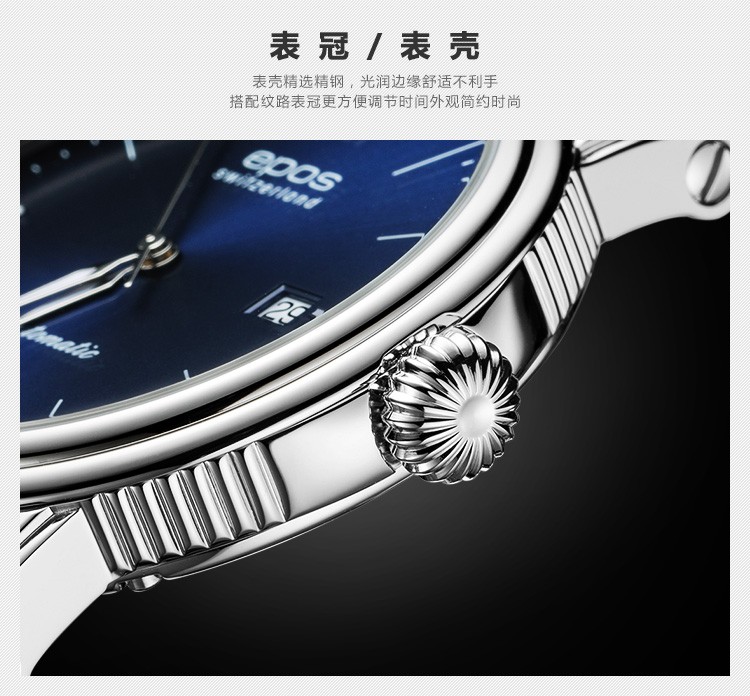 表冠/表壳
表壳精选精钢，光润边缘舒适不利手
搭配纹路表冠更方便调节时间外观简约时尚
epos
switzerland
29
tomatic